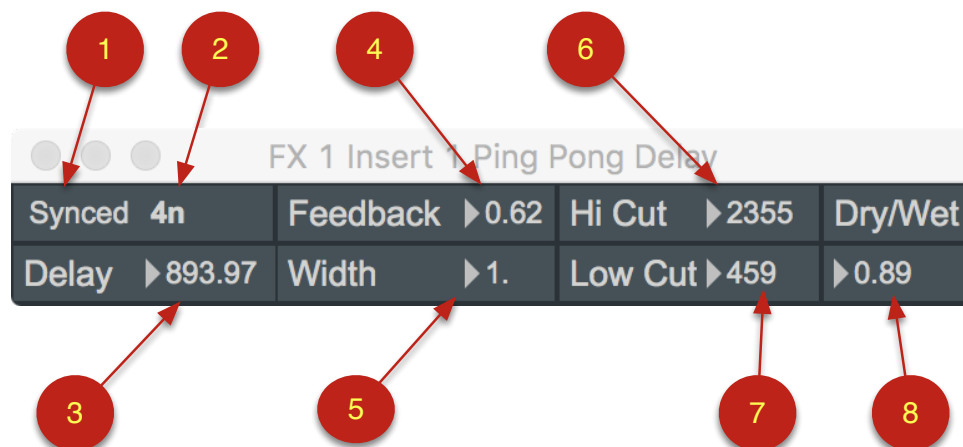 1 2 4 6
FX 1 Insert 1 Ping Pong Delay
Synced 4n Feedback 0.62 Hi Cut 2355 Dry/Wet
Delay 893.97 Width 1. Low Cut 459 0.89
3 5 7 8